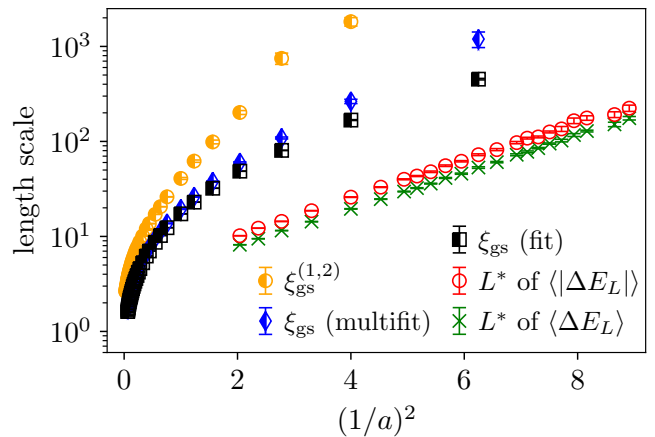 10³
10²
10¹
10⁰
length scale
ξ_gs^(1,2)
ξ_gs (multifit)
ξ_gs (fit)
L* of ⟨|ΔE_L|⟩
L* of ⟨ΔE_L⟩
0 2 4 6 8
(1/a)²